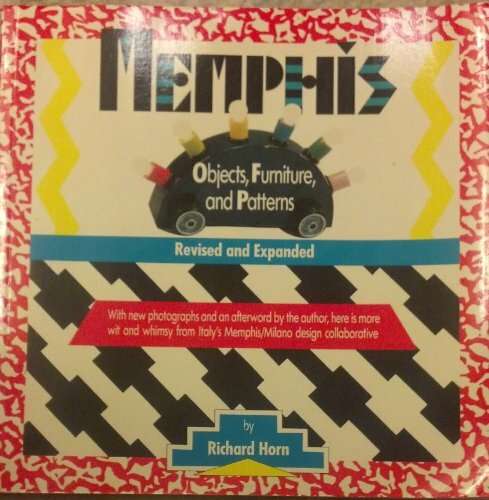 MEMPHIS
Objects, Furniture,
and Patterns
Revised and Expanded
With new photographs and an afterword by the author, here is more
wit and whimsy from Italy's Memphis/Milano design collaborative
by
Richard Horn